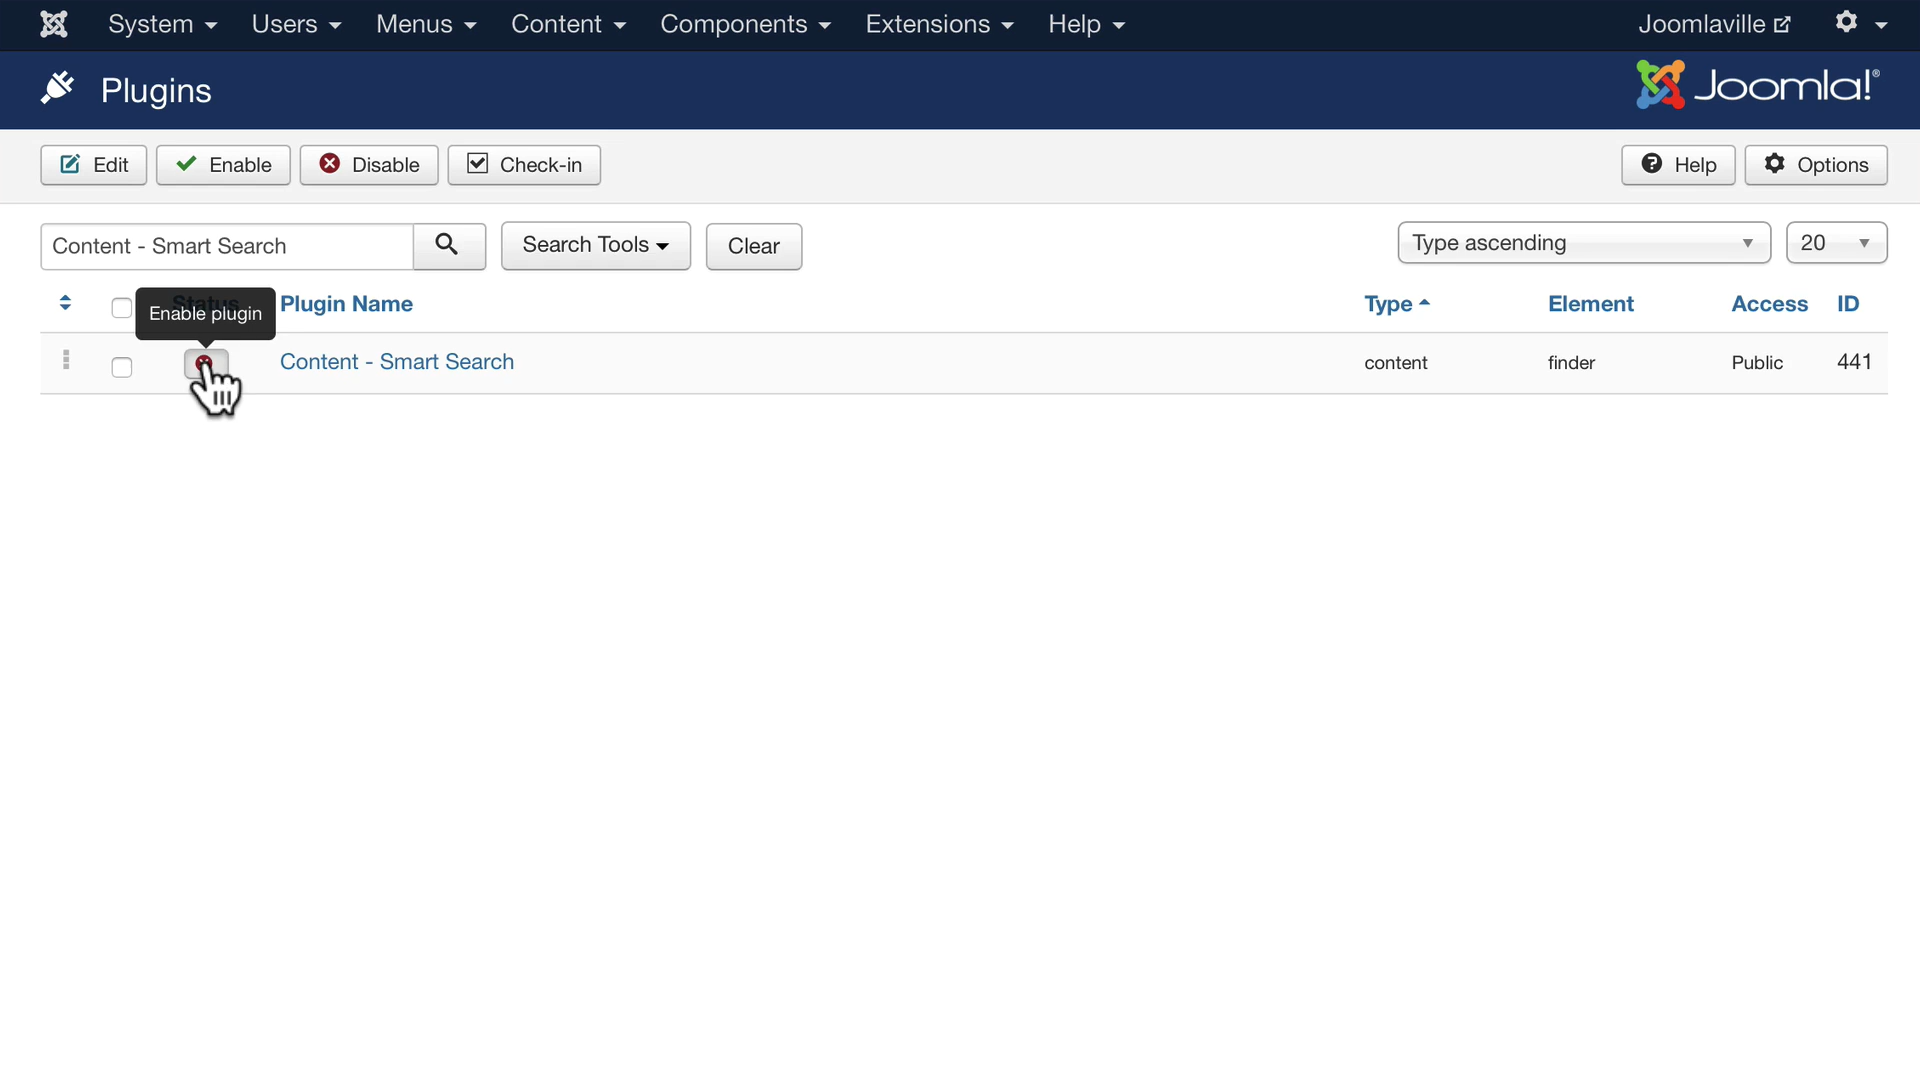 System Users Menus Content Components Extensions Help Joomlaville
Plugins Joomla!®
Edit Enable Disable Check-in Help Options
Content - Smart Search Search Tools Clear Type ascending 20
Status Plugin Name Type Element Access ID
Enable plugin
Content - Smart Search content finder Public 441